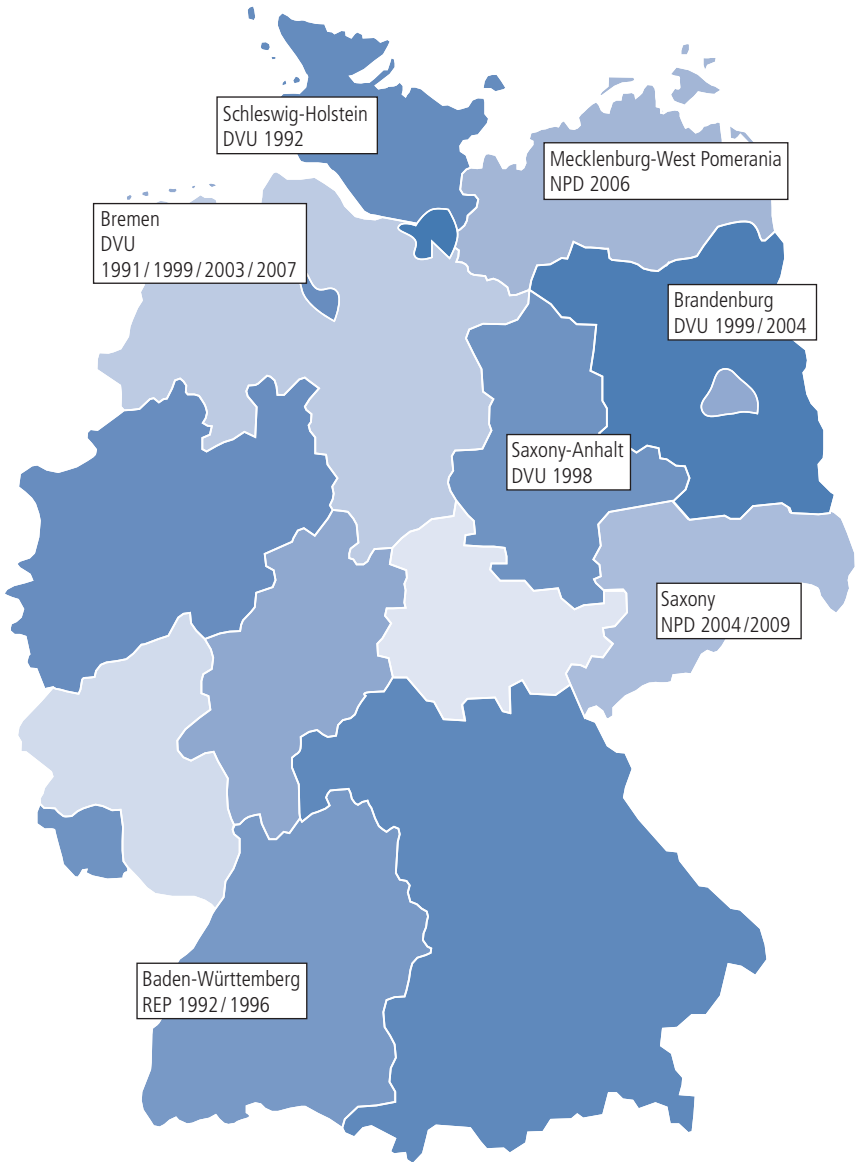 Schleswig-Holstein
DVU 1992
Mecklenburg-West Pomerania
NPD 2006
Bremen
DVU
1991/1999/2003/2007
Brandenburg
DVU 1999/2004
Saxony-Anhalt
DVU 1998
Saxony
NPD 2004/2009
Baden-Württemberg
REP 1992/1996